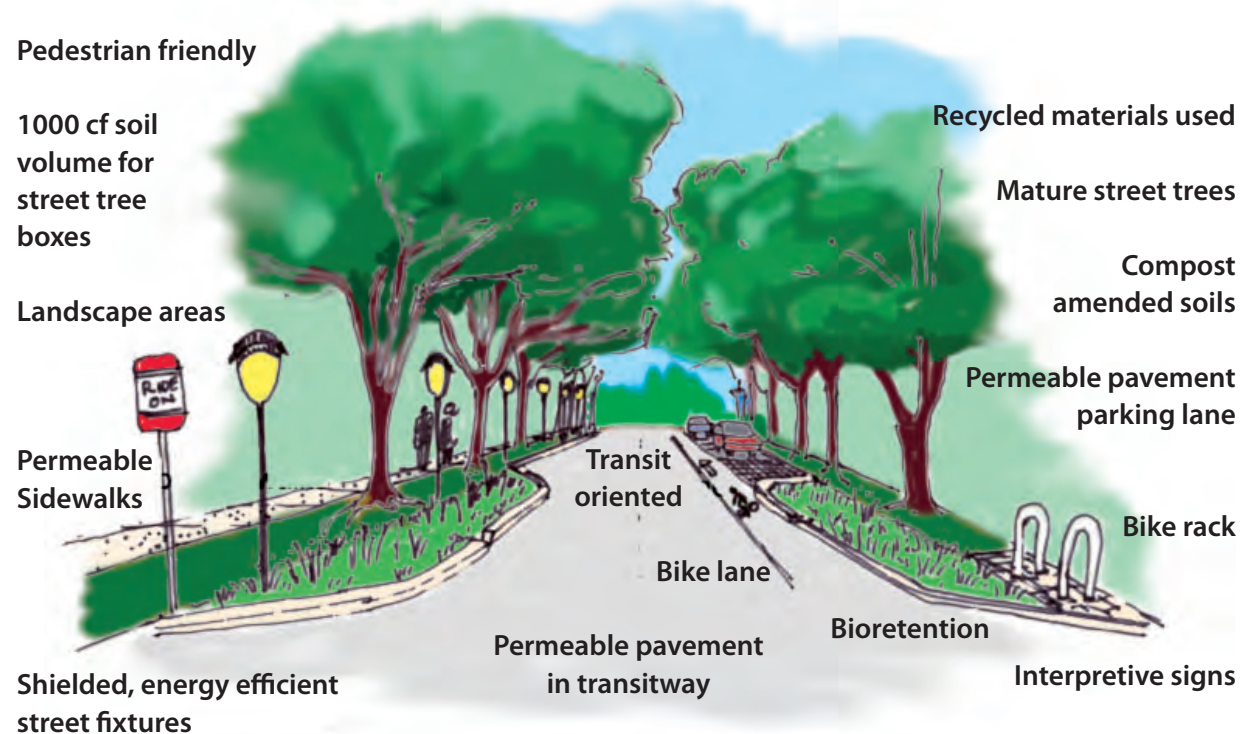 Pedestrian friendly
1000 cf soil
volume for
street tree
boxes
Landscape areas
RIDE
ON
Permeable
Sidewalks
Shielded, energy efficient
street fixtures
Transit
oriented
Bike lane
Permeable pavement
in transitway
Recycled materials used
Mature street trees
Compost
amended soils
Permeable pavement
parking lane
Bike rack
Bioretention
Interpretive signs